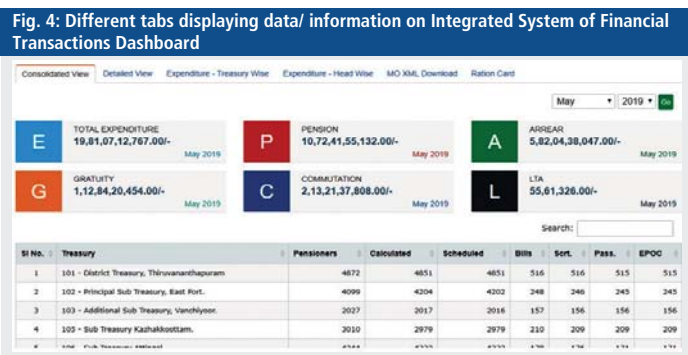 Fig. 4: Different tabs displaying data/ information on Integrated System of Financial
Transactions Dashboard
Consolidated View Detailed View Expenditure - Treasury Wise Expenditure - Head Wise MO XML Download Ration Card
May 2019 Go
E TOTAL EXPENDITURE P PENSION A ARREAR
19,81,07,12,767.00/- 10,72,41,55,132.00/- 5,82,04,38,047.00/-
May 2019 May 2019 May 2019
G GRATUITY C COMMUTATION L LTA
1,12,84,20,454.00/- 2,13,21,37,808.00/- 55,61,326.00/-
May 2019 May 2019 May 2019
Search:
Sl No. Treasury Pensioners Calculated Scheduled Bills Sort. Pass. EPOC
1 101 - District Treasury, Thiruvananthapuram 4872 4851 4851 516 516 515 515
2 102 - Principal Sub Treasury, East Fort. 4099 4204 4202 248 246 245 245
3 103 - Additional Sub Treasury, Vanchiyoor. 2027 2017 2016 157 156 156 156
4 105 - Sub Treasury Kazhakkoottam. 3010 2979 2979 210 209 209 209